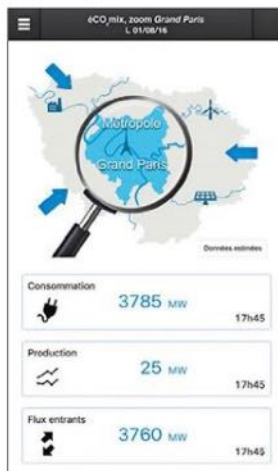 éCO₂mix, zoom Grand Paris
L 01/08/16
Métropole
Grand Paris
Données estimées
Consommation
3785 MW
17h45
Production
25 MW
17h45
Flux entrants
3760 MW
17h45